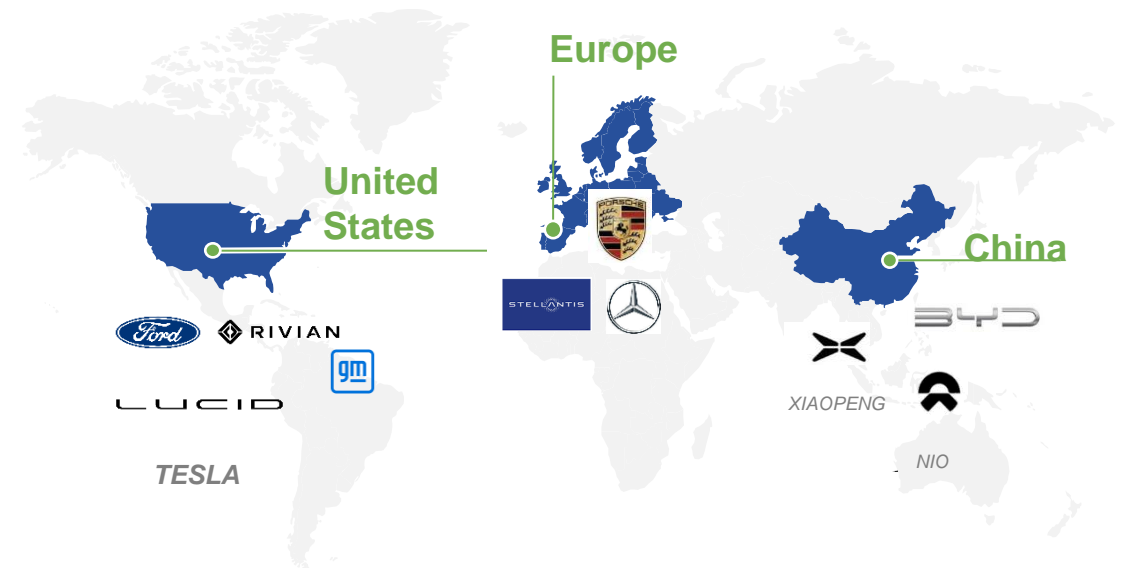 Europe
United
States
China
PORSCHE
STELLANTIS
Ford
RIVIAN
gm
LUCID
TESLA
BYD
XIAOPENG
NIO